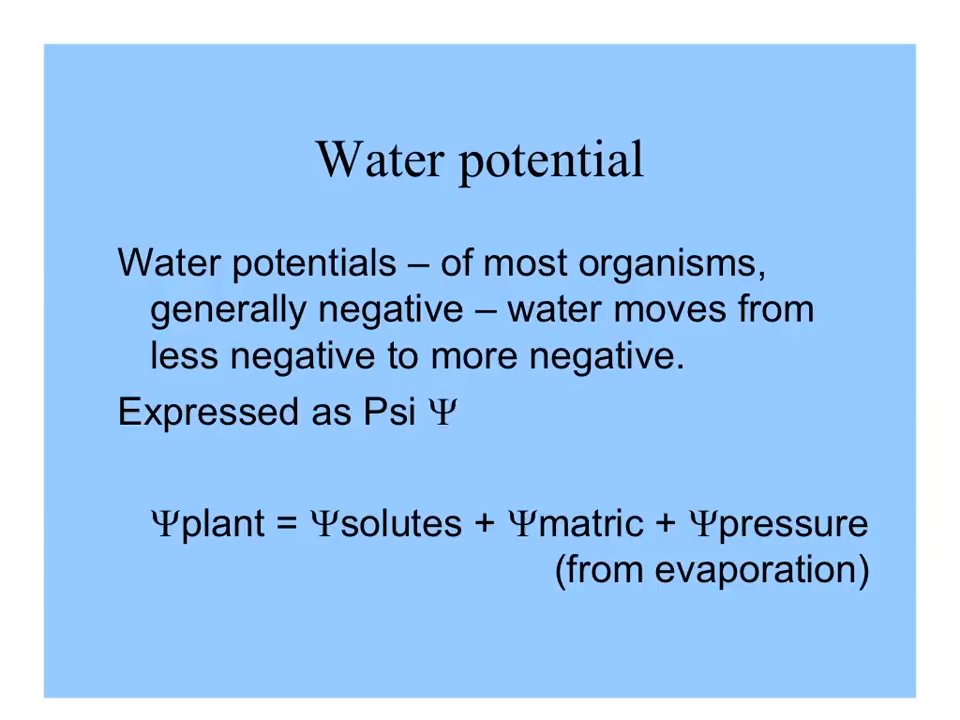 Water potential
Water potentials – of most organisms,
generally negative – water moves from
less negative to more negative.
Expressed as Psi Ψ
Ψplant = Ψsolutes + Ψmatric + Ψpressure
(from evaporation)